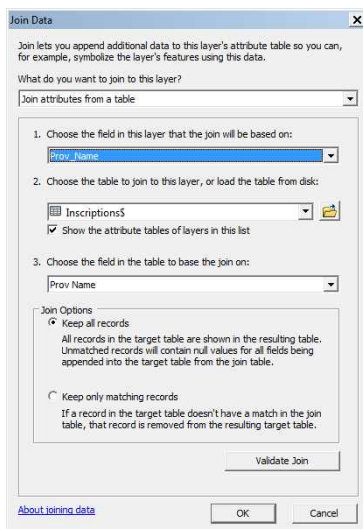 Join Data
Join lets you append additional data to this layer's attribute table so you can,
for example, symbolize the layer's features using this data.
What do you want to join to this layer?
Join attributes from a table
1. Choose the field in this layer that the join will be based on:
Prov_Name
2. Choose the table to join to this layer, or load the table from disk:
Inscriptions$
Show the attribute tables of layers in this list
3. Choose the field in the table to base the join on:
Prov Name
Join Options
Keep all records
All records in the target table are shown in the resulting table.
Unmatched records will contain null values for all fields being
appended into the target table from the join table.
Keep only matching records
If a record in the target table doesn't have a match in the join
table, that record is removed from the resulting target table.
Validate Join
About joining data
OK
Cancel